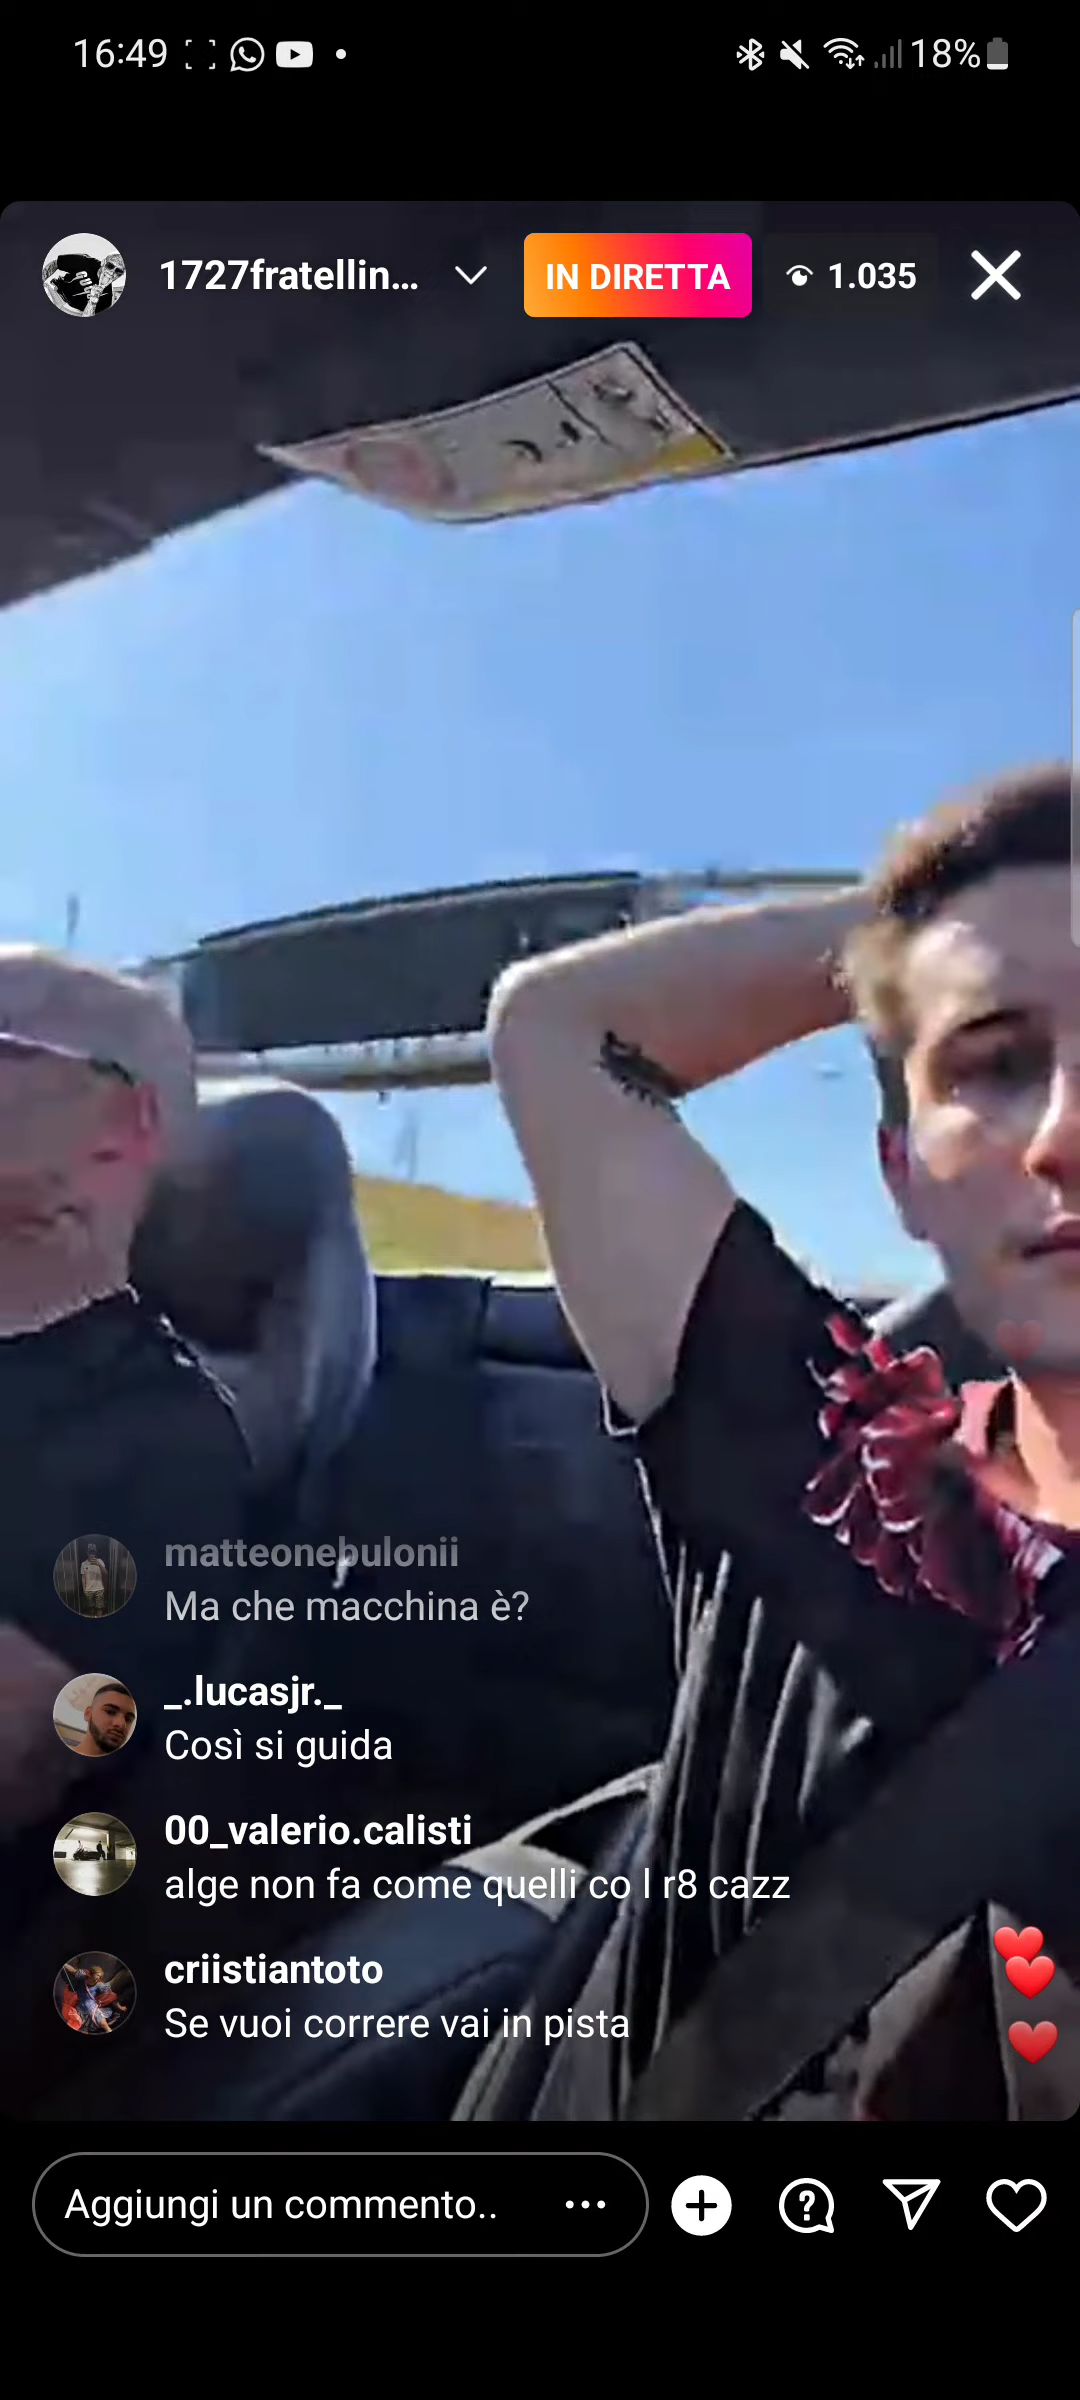 16:49
18%
1727fratellin...
IN DIRETTA
1.035
matteonebulonii
Ma che macchina è?
_.lucasjr._
Così si guida
00_valerio.calisti
alge non fa come quelli co l r8 cazz
criistiantoto
Se vuoi correre vai in pista
Aggiungi un commento..